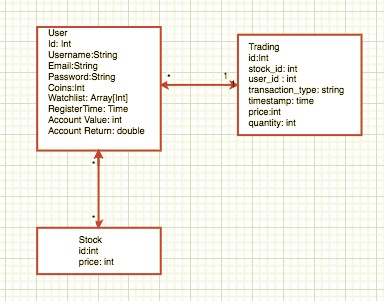 User
Id: Int
Username:String
Email:String
Password:String
Coins:Int
Watchlist: Array[Int]
RegisterTime: Time
Account Value: int
Account Return: double
* 1
Trading
id:Int
stock_id: int
user_id : int
transaction_type: string
timestamp: time
price:int
quantity: int
*
*
Stock
id:int
price: int